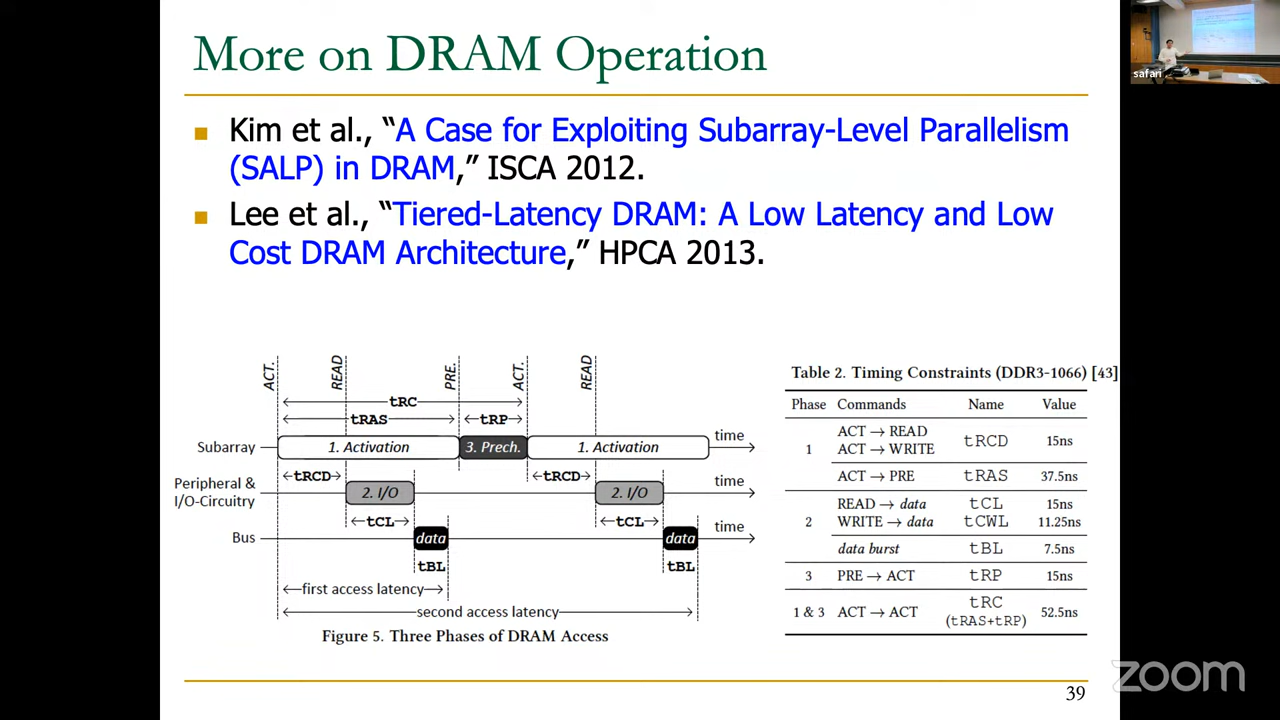 More on DRAM Operation
safari
Kim et al., “A Case for Exploiting Subarray-Level Parallelism
(SALP) in DRAM,” ISCA 2012.
Lee et al., “Tiered-Latency DRAM: A Low Latency and Low
Cost DRAM Architecture,” HPCA 2013.
ACT.
READ
PRE.
ACT.
READ
tRC
tRAS
tRP
Subarray
1. Activation
3. Prech.
1. Activation
time
tRCD
tRCD
Peripheral &
I/O-Circuitry
2. I/O
2. I/O
time
tCL
tCL
Bus
data
data
time
tBL
tBL
first access latency
second access latency
Figure 5. Three Phases of DRAM Access
Table 2. Timing Constraints (DDR3-1066) [43]
Phase Commands Name Value
1 ACT → READ tRCD 15ns
ACT → WRITE
ACT → PRE tRAS 37.5ns
2 READ → data tCL 15ns
WRITE → data tCWL 11.25ns
data burst tBL 7.5ns
3 PRE → ACT tRP 15ns
1 & 3 ACT → ACT tRC 52.5ns
(tRAS+tRP)
zoom
39